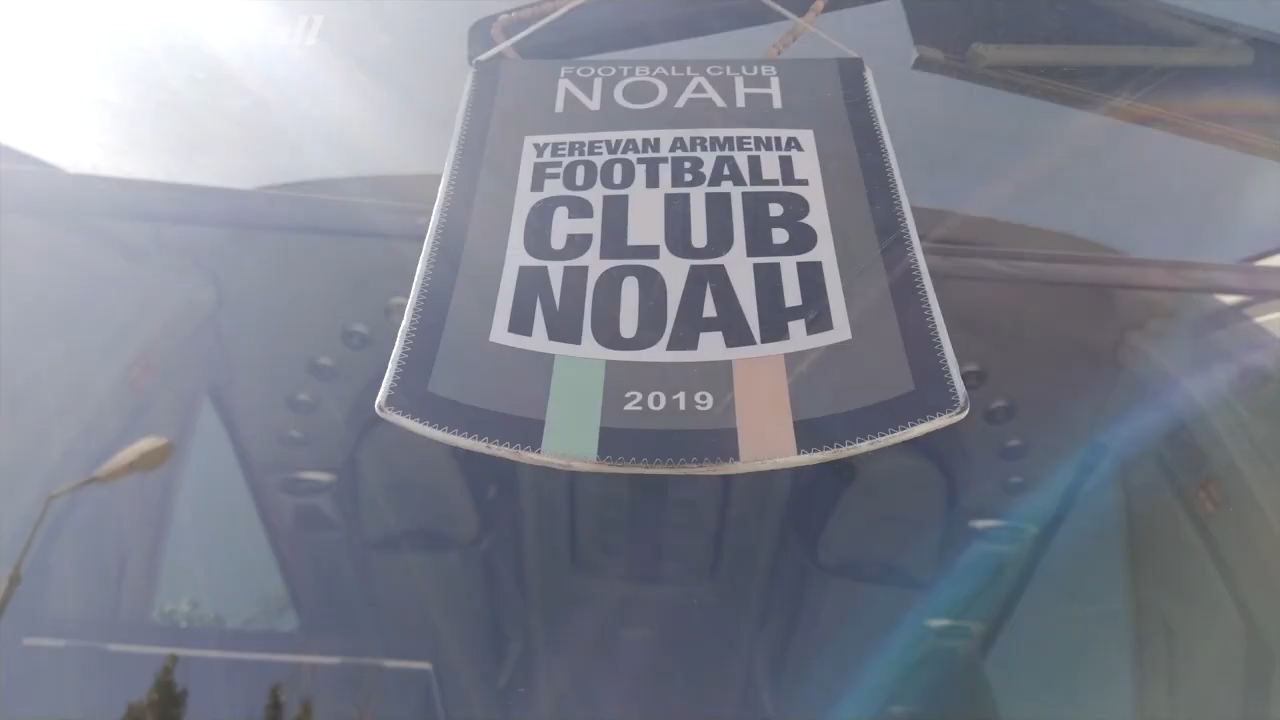 FOOTBALL CLUB
NOAH
YEREVAN ARMENIA
FOOTBALL
CLUB
NOAH
2019